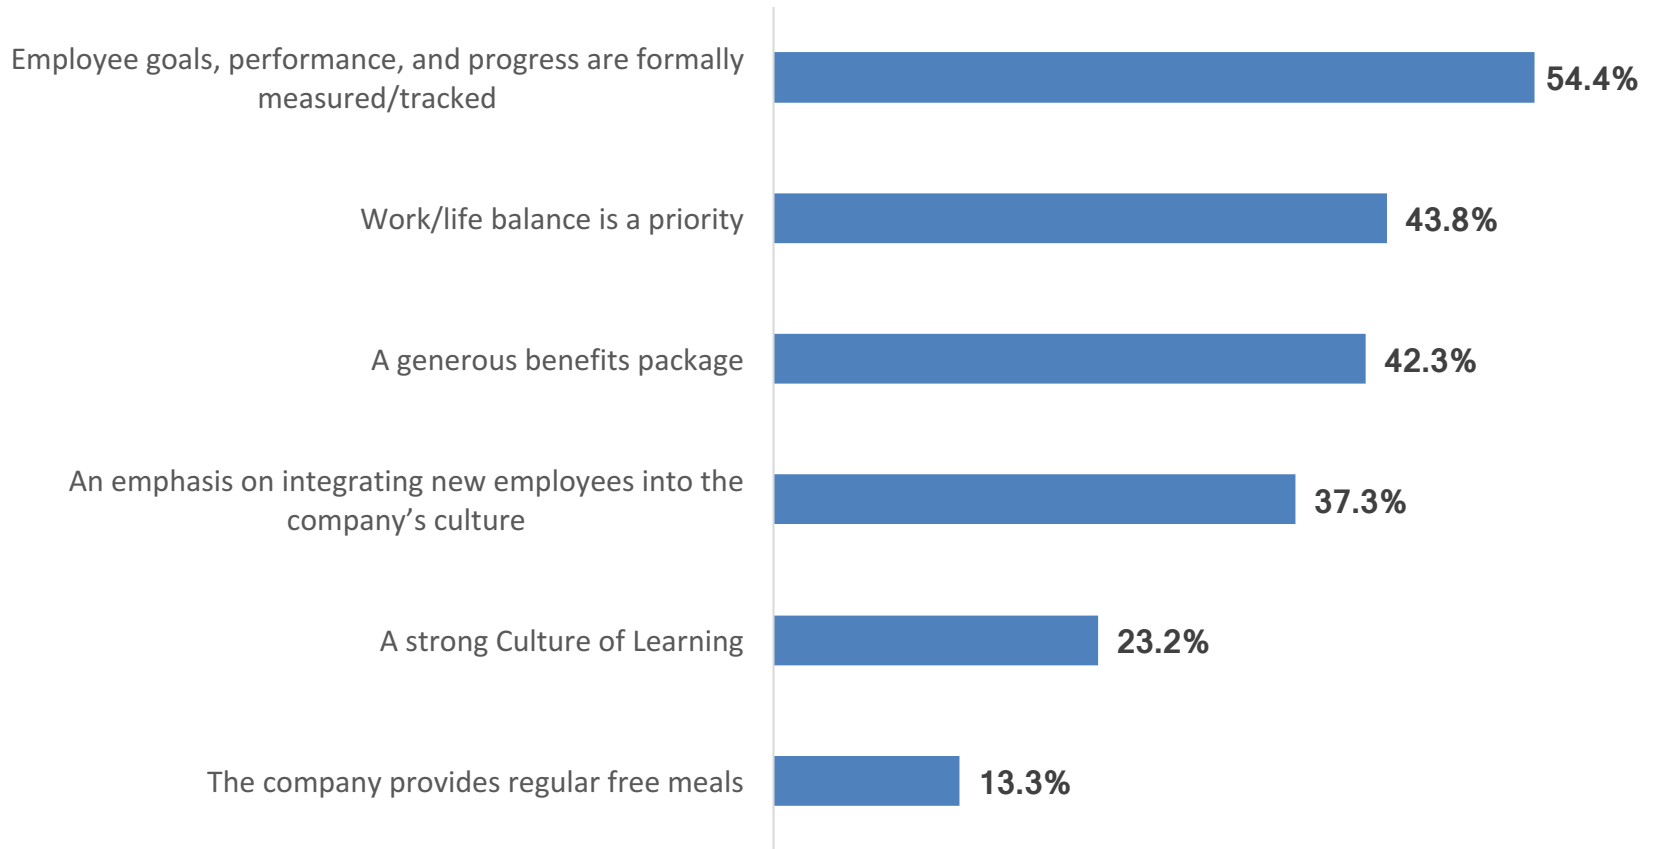 Employee goals, performance, and progress are formally
measured/tracked
54.4%
Work/life balance is a priority
43.8%
A generous benefits package
42.3%
An emphasis on integrating new employees into the
company’s culture
37.3%
A strong Culture of Learning
23.2%
The company provides regular free meals
13.3%